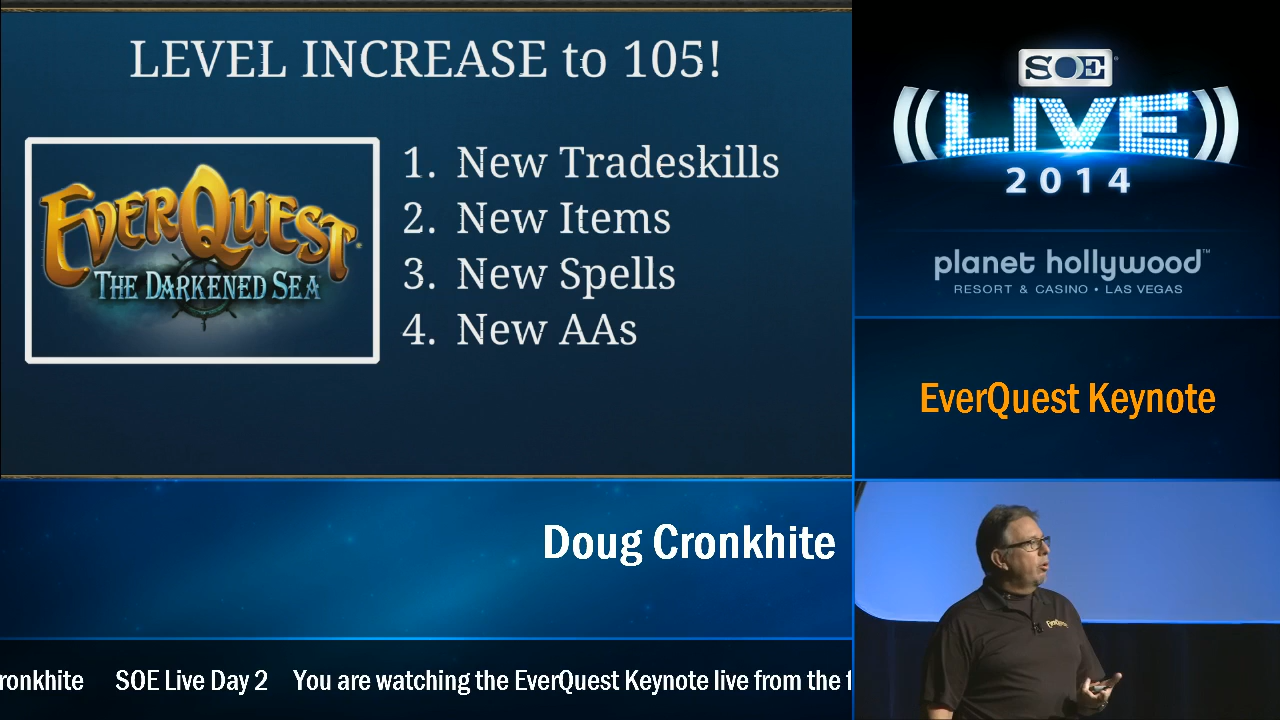 LEVEL INCREASE to 105!
EVERQUEST
THE DARKENED SEA
1. New Tradeskills
2. New Items
3. New Spells
4. New AAs
SOE
LIVE
2014
planet hollywood™
RESORT & CASINO • LAS VEGAS
EverQuest Keynote
Doug Cronkhite
EverQuest
ronkhite SOE Live Day 2 You are watching the EverQuest Keynote live from the